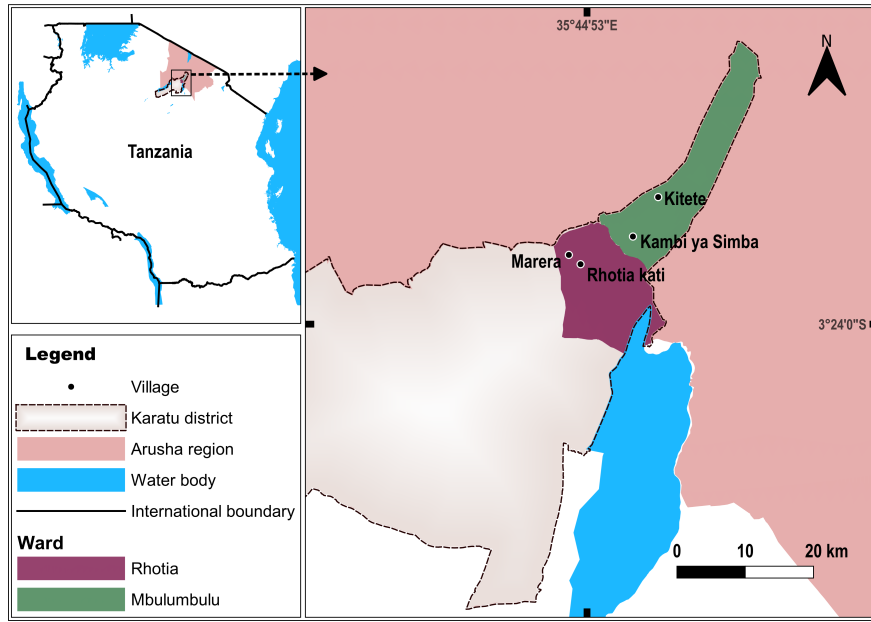 Tanzania
35°44'53"E
N
Kitete
Kambi ya Simba
Marera
Rhotia kati
3°24'0"S
0 10 20 km
Legend
Village
Karatu district
Arusha region
Water body
International boundary
Ward
Rhotia
Mbulumbulu